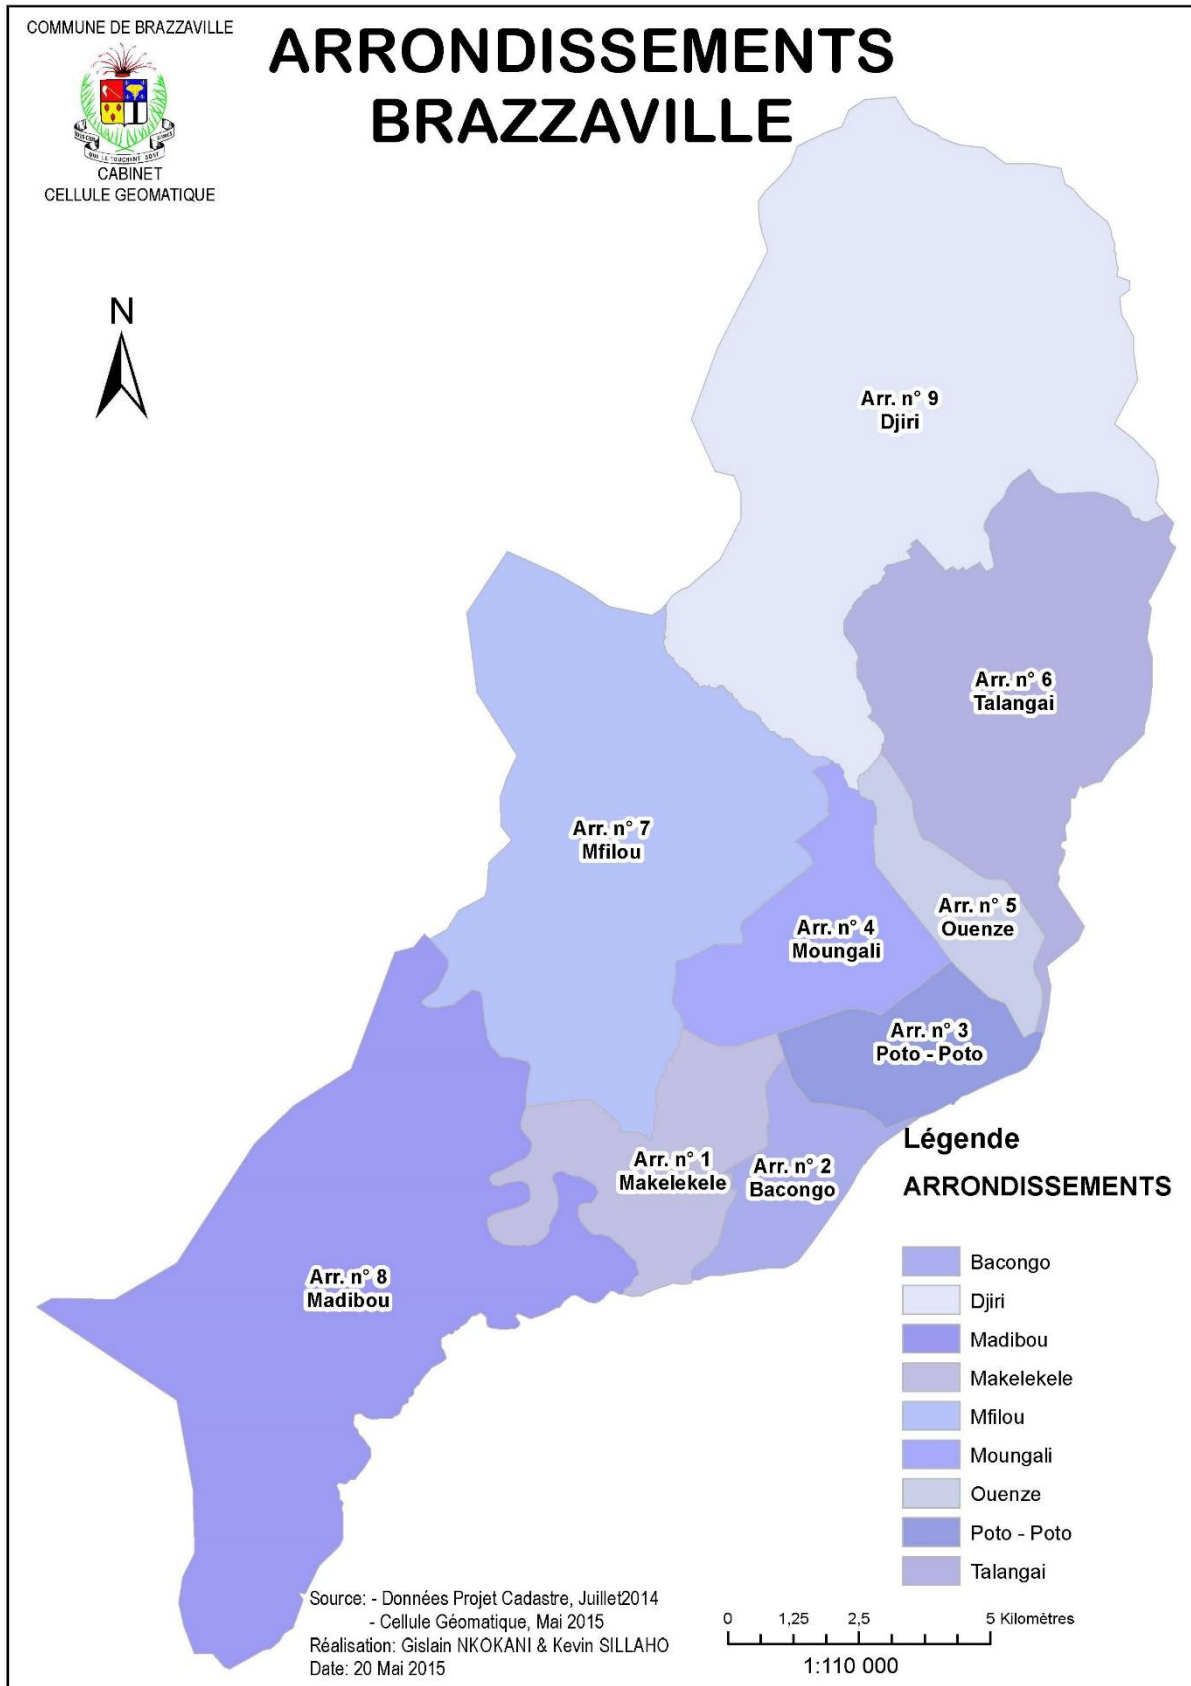 COMMUNE DE BRAZZAVILLE
QUI LE TOUCHENT SONT
CABINET
CELLULE GEOMATIQUE
ARRONDISSEMENTS
BRAZZAVILLE
N
Arr. n° 9
Djiri
Arr. n° 6
Talangai
Arr. n° 7
Mfilou
Arr. n° 5
Ouenze
Arr. n° 4
Moungali
Arr. n° 3
Poto - Poto
Arr. n° 1
Makelekele
Arr. n° 2
Bacongo
Arr. n° 8
Madibou
Légende
ARRONDISSEMENTS
Bacongo
Djiri
Madibou
Makelekele
Mfilou
Moungali
Ouenze
Poto - Poto
Talangai
Source: - Données Projet Cadastre, Juillet2014
- Cellule Géomatique, Mai 2015
Réalisation: Gislain NKOKANI & Kevin SILLAHO
Date: 20 Mai 2015
0 1,25 2,5 5 Kilomètres
1:110 000